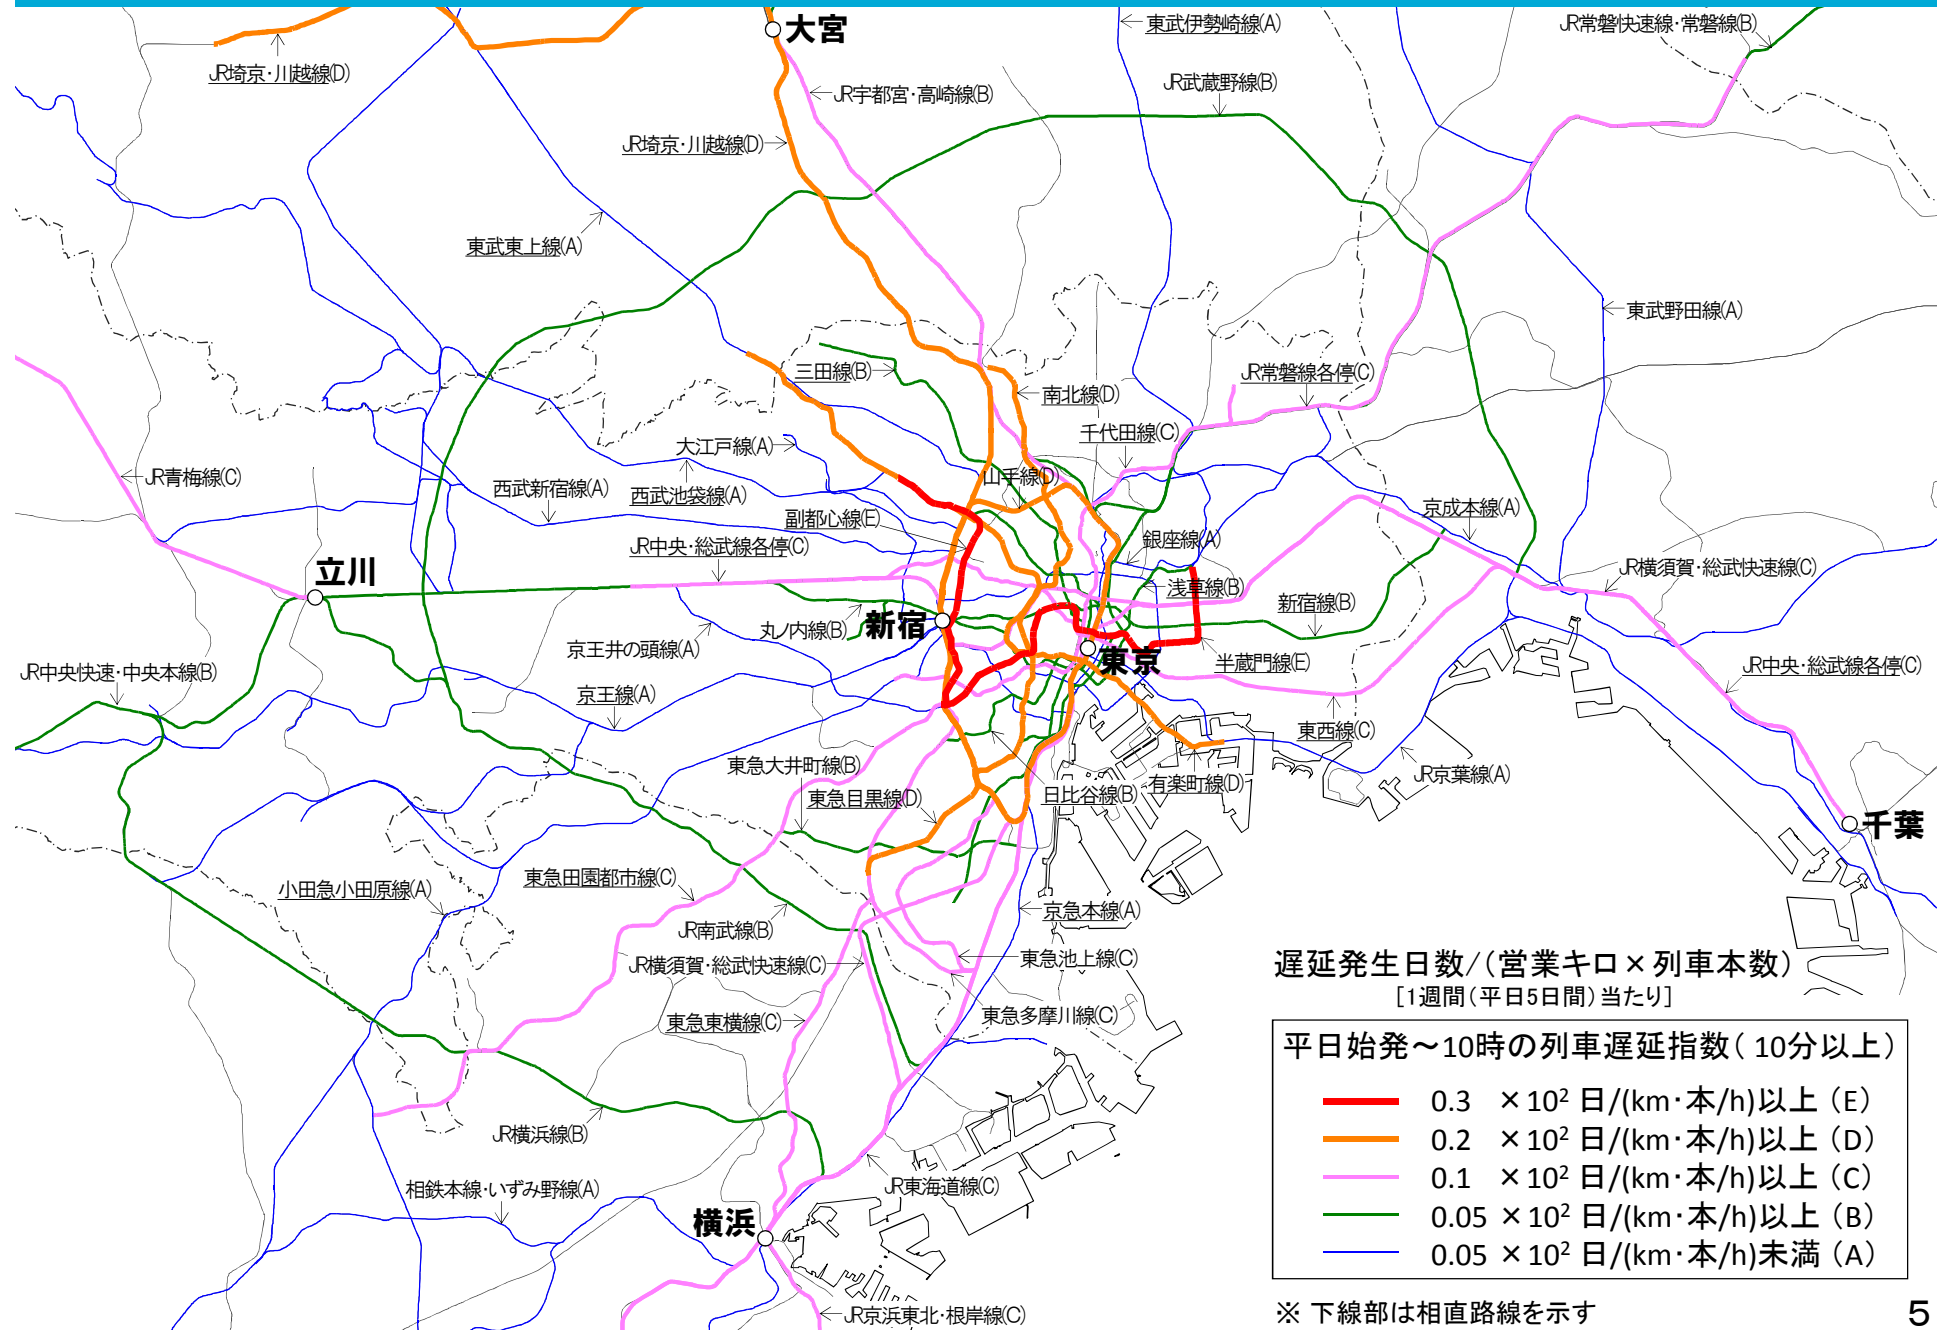 大宮
東武伊勢崎線(A)
JR常磐快速線・常磐線(B)
JR埼京・川越線(D)
JR武蔵野線(B)
JR宇都宮・高崎線(B)
JR埼京・川越線(D)
東武東上線(A)
東武野田線(A)
三田線(B)
JR常磐線各停(C)
南北線(D)
千代田線(C)
大江戸線(A)
JR青梅線(C)
山手線(D)
西武新宿線(A)
西武池袋線(A)
京成本線(A)
副都心線(E)
銀座線(A)
JR中央・総武線各停(C)
JR横須賀・総武快速線(C)
立川
浅草線(B)
新宿線(B)
新宿
丸ノ内線(B)
京王井の頭線(A)
東京
半蔵門線(E)
JR中央快速・中央本線(B)
JR中央・総武線各停(C)
京王線(A)
東西線(C)
東急大井町線(B)
JR京葉線(A)
有楽町線(D)
東急目黒線(D)
日比谷線(B)
千葉
東急田園都市線(C)
小田急小田原線(A)
京急本線(A)
JR南武線(B)
東急池上線(C)
JR横須賀・総武快速線(C)
東急多摩川線(C)
東急東横線(C)
JR横浜線(B)
JR東海道線(C)
相鉄本線・いずみ野線(A)
横浜
JR京浜東北・根岸線(C)
遅延発生日数/(営業キロ×列車本数)
[1週間(平日5日間)当たり]
平日始発～10時の列車遅延指数( 10分以上)
0.3 ×10² 日/(km・本/h)以上 (E)
0.2 ×10² 日/(km・本/h)以上 (D)
0.1 ×10² 日/(km・本/h)以上 (C)
0.05 ×10² 日/(km・本/h)以上 (B)
0.05 ×10² 日/(km・本/h)未満 (A)
※ 下線部は相直路線を示す
5